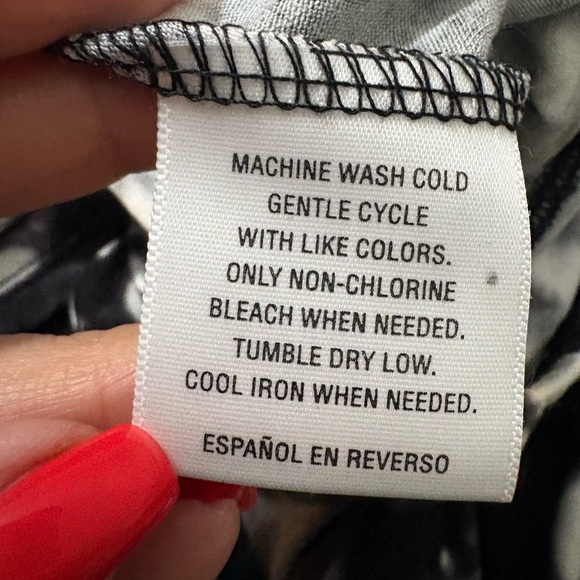 MACHINE WASH COLD
GENTLE CYCLE
WITH LIKE COLORS.
ONLY NON-CHLORINE
BLEACH WHEN NEEDED.
TUMBLE DRY LOW.
COOL IRON WHEN NEEDED.
ESPAÑOL EN REVERSO